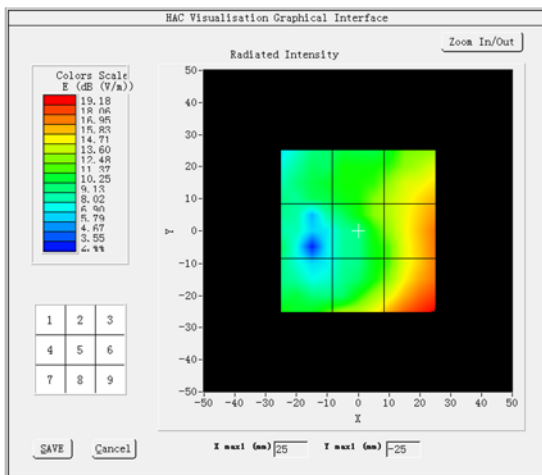 HAC Visualisation Graphical Interface
Zoom In/Out
Radiated Intensity
Colors Scale
E (dB (V/m))
19.18
18.06
16.95
15.83
14.71
13.60
12.48
11.37
10.25
9.13
8.02
6.90
5.79
4.67
3.55
2.44
50
40
30
20
10
0
-10
-20
-30
-40
-50
Y
-50 -40 -30 -20 -10 0 10 20 30 40 50
X
1 2 3
4 5 6
7 8 9
SAVE Cancel
X max1 (mm) 25 Y max1 (mm) -25